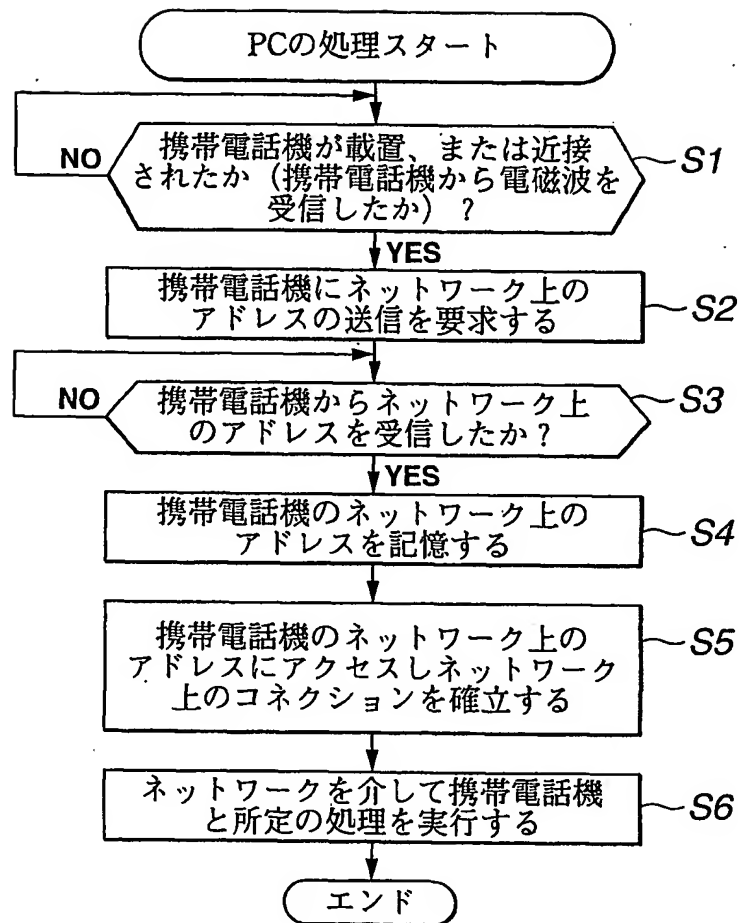 PCの処理スタート
携帯電話機が載置、または近接
されたか（携帯電話機から電磁波を
受信したか）？
NO
S1
YES
携帯電話機にネットワーク上の
アドレスの送信を要求する
S2
携帯電話機からネットワーク上
のアドレスを受信したか？
NO
S3
YES
携帯電話機のネットワーク上の
アドレスを記憶する
S4
携帯電話機のネットワーク上の
アドレスにアクセスしネットワーク
上のコネクションを確立する
S5
ネットワークを介して携帯電話機
と所定の処理を実行する
S6
エンド